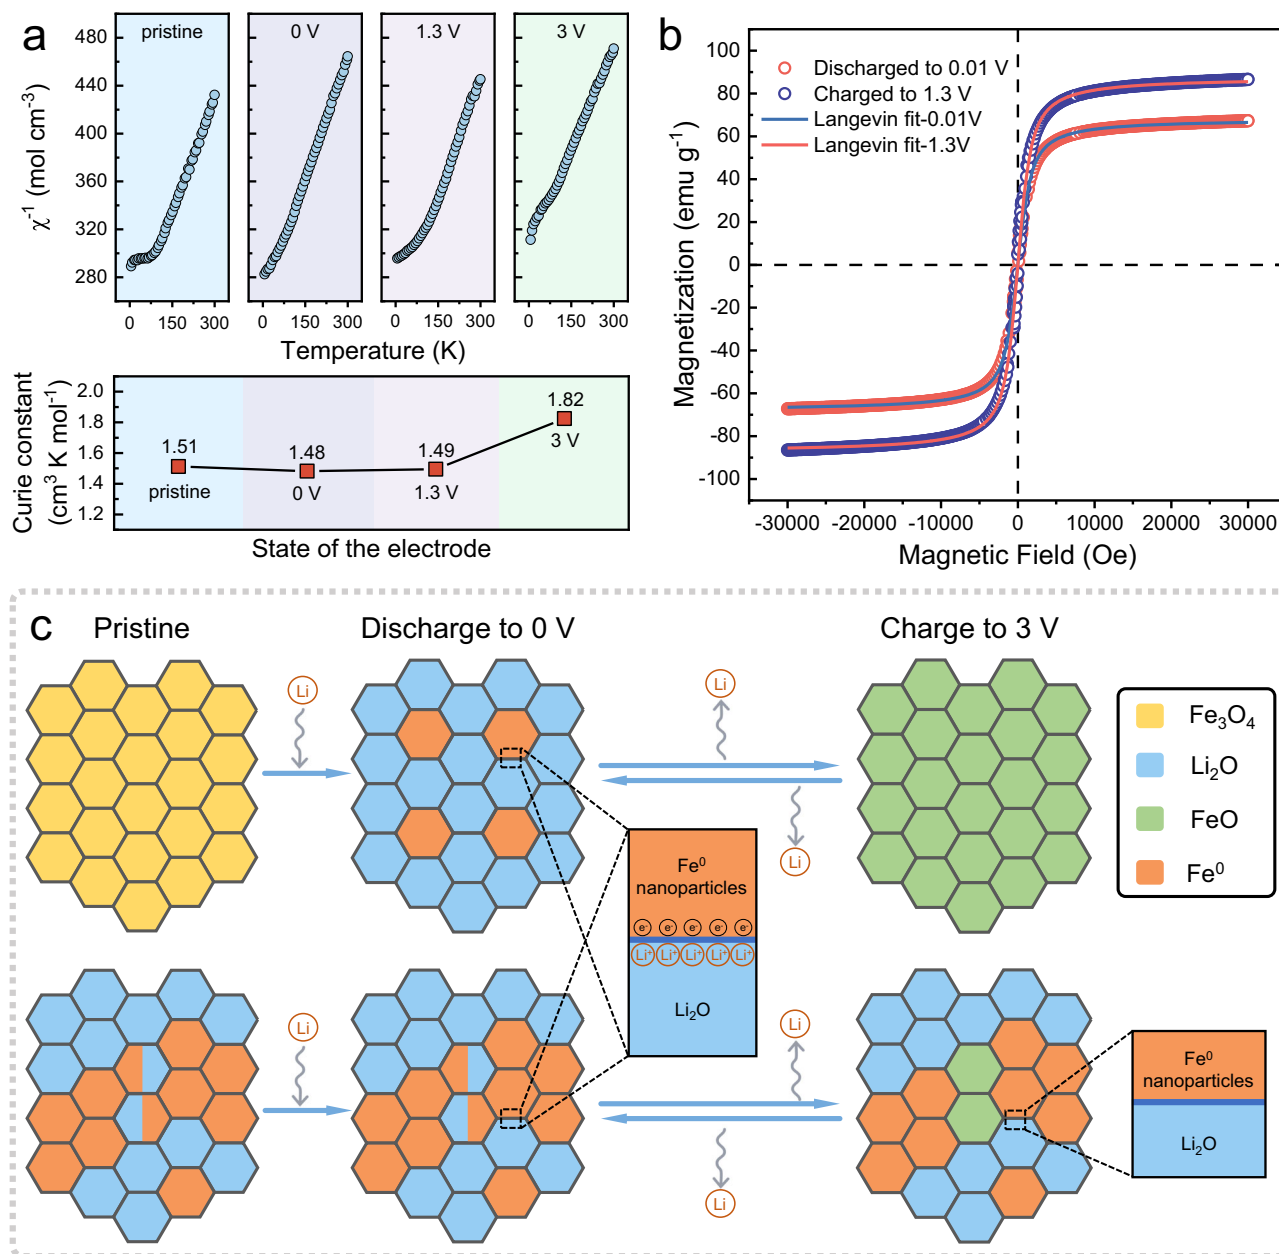 a
pristine
0 V
1.3 V
3 V
480
440
400
360
320
280
χ⁻¹ (mol cm⁻³)
0 150 300
0 150 300
0 150 300
0 150 300
Temperature (K)
2.0
1.8
1.6
1.4
1.2
Curie constant
(cm³ K mol⁻¹)
1.51
pristine
1.48
0 V
1.49
1.3 V
1.82
3 V
State of the electrode
b
100
80
60
40
20
0
-20
-40
-60
-80
-100
Magnetization (emu g⁻¹)
Discharged to 0.01 V
Charged to 1.3 V
Langevin fit-0.01V
Langevin fit-1.3V
-30000 -20000 -10000 0 10000 20000 30000
Magnetic Field (Oe)
c
Pristine
Discharge to 0 V
Charge to 3 V
Li
Li
Li
Fe₃O₄
Li₂O
FeO
Fe⁰
Fe⁰
nanoparticles
e⁻ e⁻ e⁻ e⁻ e⁻
Li⁺ Li⁺ Li⁺ Li⁺ Li⁺
Li₂O
Li
Li
Li
Fe⁰
nanoparticles
Li₂O